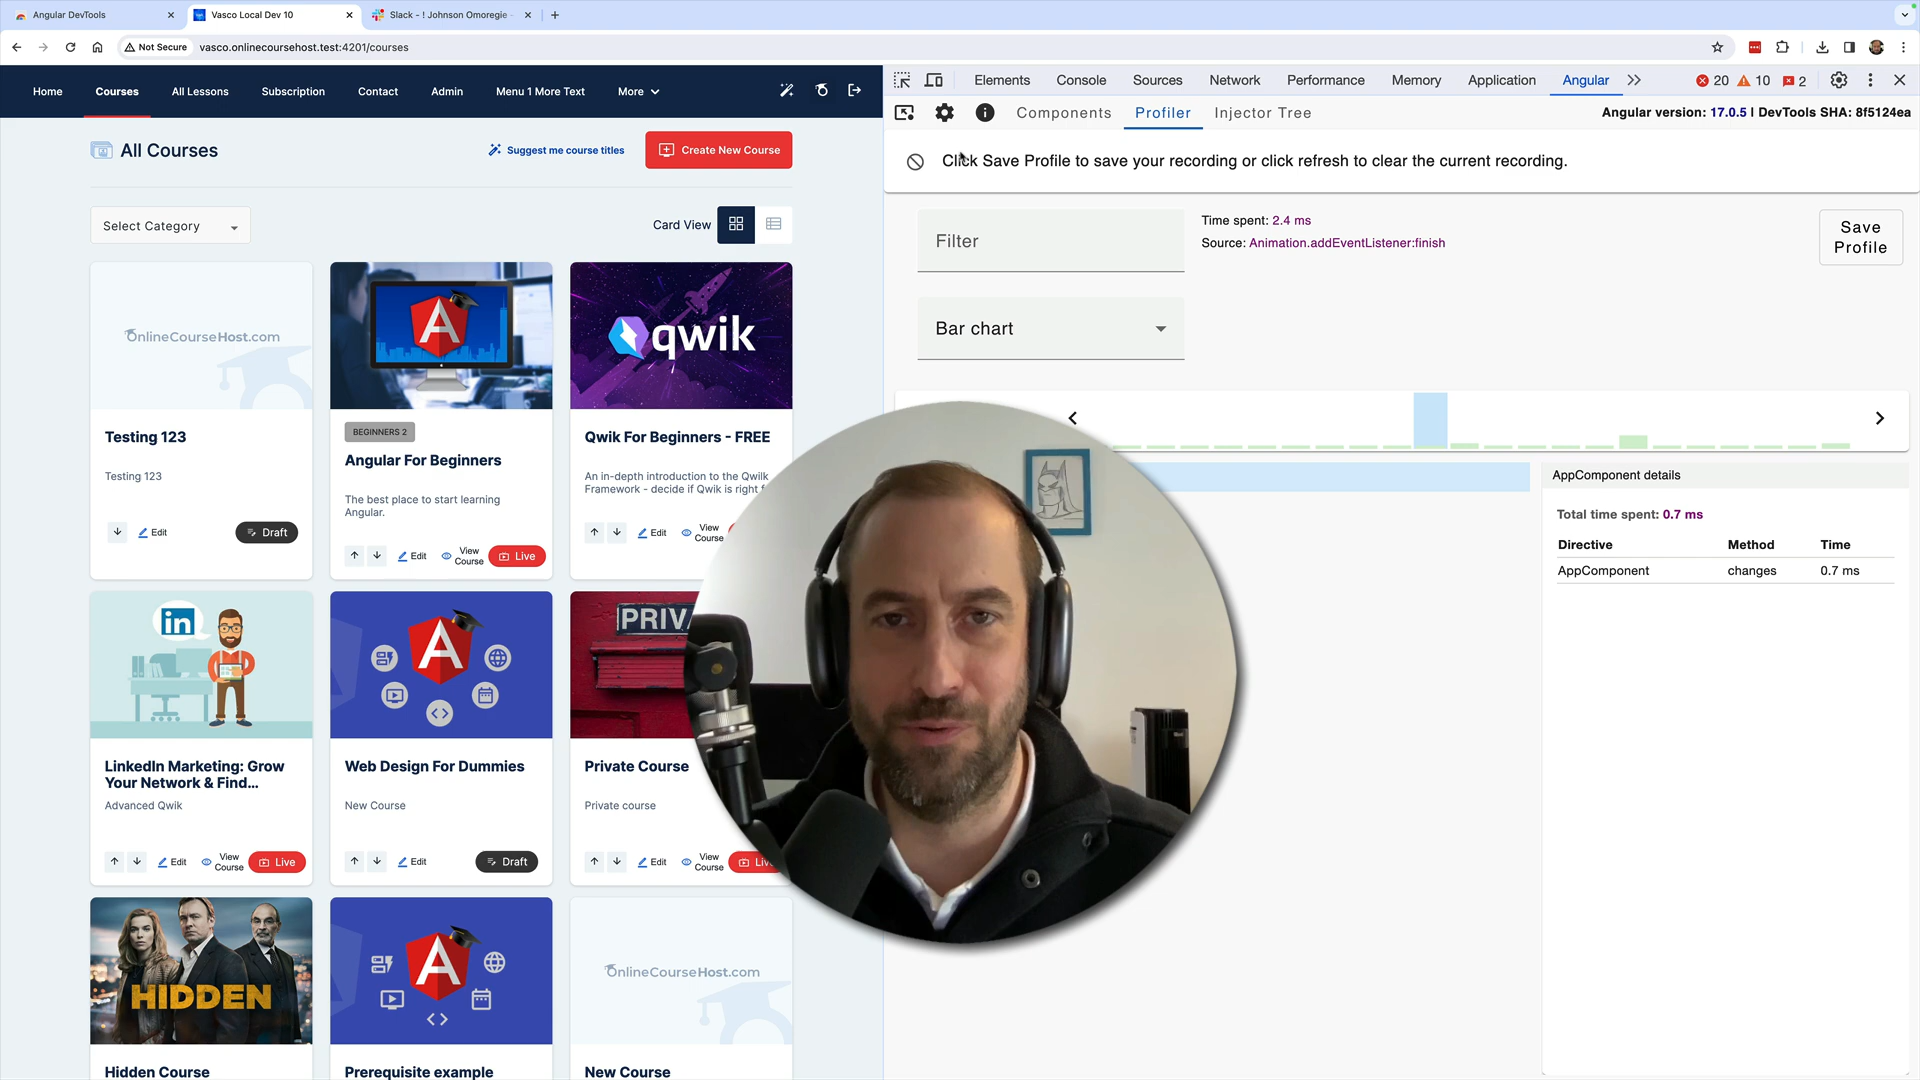 Angular DevTools
Vasco Local Dev 10
Slack - ! Johnson Omoregie -
Not Secure
vasco.onlinecoursehost.test:4201/courses
Home
Courses
All Lessons
Subscription
Contact
Admin
Menu 1 More Text
More
Elements
Console
Sources
Network
Performance
Memory
Application
Angular
20
10
2
Components
Profiler
Injector Tree
Angular version: 17.0.5 | DevTools SHA: 8f5124ea
Click Save Profile to save your recording or click refresh to clear the current recording.
All Courses
Suggest me course titles
Create New Course
Select Category
Card View
Filter
Time spent: 2.4 ms
Source: Animation.addEventListener:finish
Save
Profile
Bar chart
AppComponent details
Total time spent: 0.7 ms
Directive Method Time
AppComponent changes 0.7 ms
OnlineCourseHost.com
Testing 123
Testing 123
Edit
Draft
BEGINNERS 2
Angular For Beginners
The best place to start learning
Angular.
Edit
View
Course
Live
qwik
Qwik For Beginners - FREE
An in-depth introduction to the Qwik
Framework - decide if Qwik is right f
Edit
View
Course
in
LinkedIn Marketing: Grow
Your Network & Find...
Advanced Qwik
Edit
View
Course
Live
Web Design For Dummies
New Course
Edit
Draft
PRIVA
Private Course
Private course
Edit
View
Course
Live
HIDDEN
Hidden Course
Prerequisite example
OnlineCourseHost.com
New Course